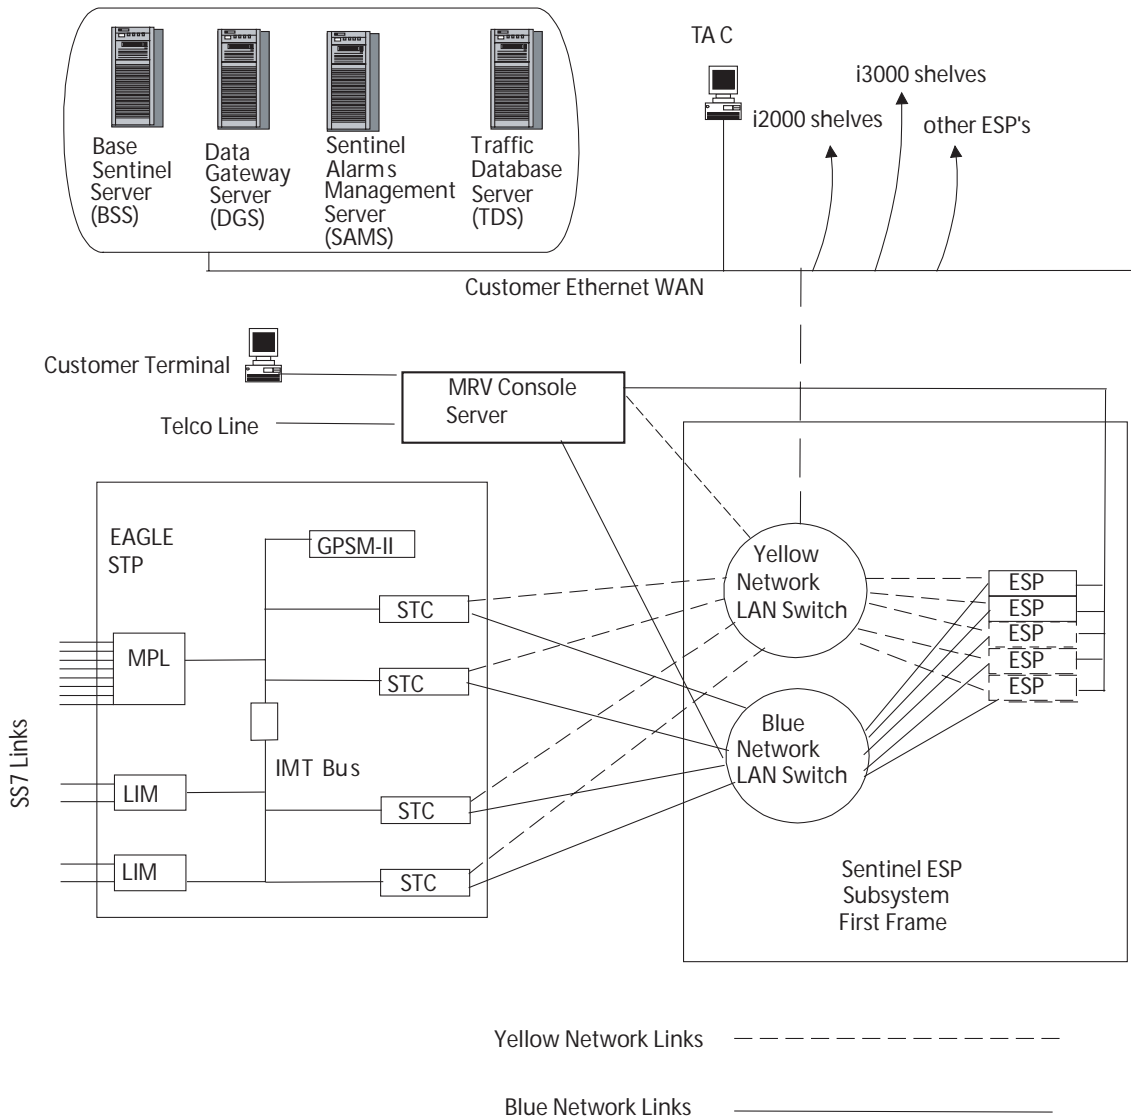 TA C
i3000 shelves
i2000 shelves
other ESP's
Base
Sentinel
Server
(BSS)
Data
Gateway
Server
(DGS)
Sentinel
Alarms
Management
Server
(SAMS)
Traffic
Database
Server
(TDS)
Customer Ethernet WAN
Customer Terminal
MRV Console
Server
Telco Line
EAGLE
STP
GPSM-II
STC
MPL
STC
IMT Bus
LIM
STC
LIM
STC
SS7 Links
Yellow
Network
LAN Switch
Blue
Network
LAN Switch
ESP
ESP
ESP
ESP
ESP
Sentinel ESP
Subsystem
First Frame
Yellow Network Links
Blue Network Links